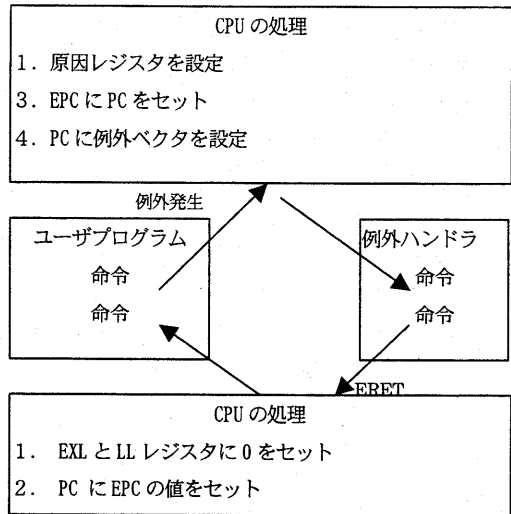 CPU の処理
1. 原因レジスタを設定
3. EPC に PC をセット
4. PC に例外ベクタを設定
例外発生
ユーザプログラム
命令
命令
例外ハンドラ
命令
命令
ERET
CPU の処理
1. EXL と LL レジスタに 0 をセット
2. PC に EPC の値をセット